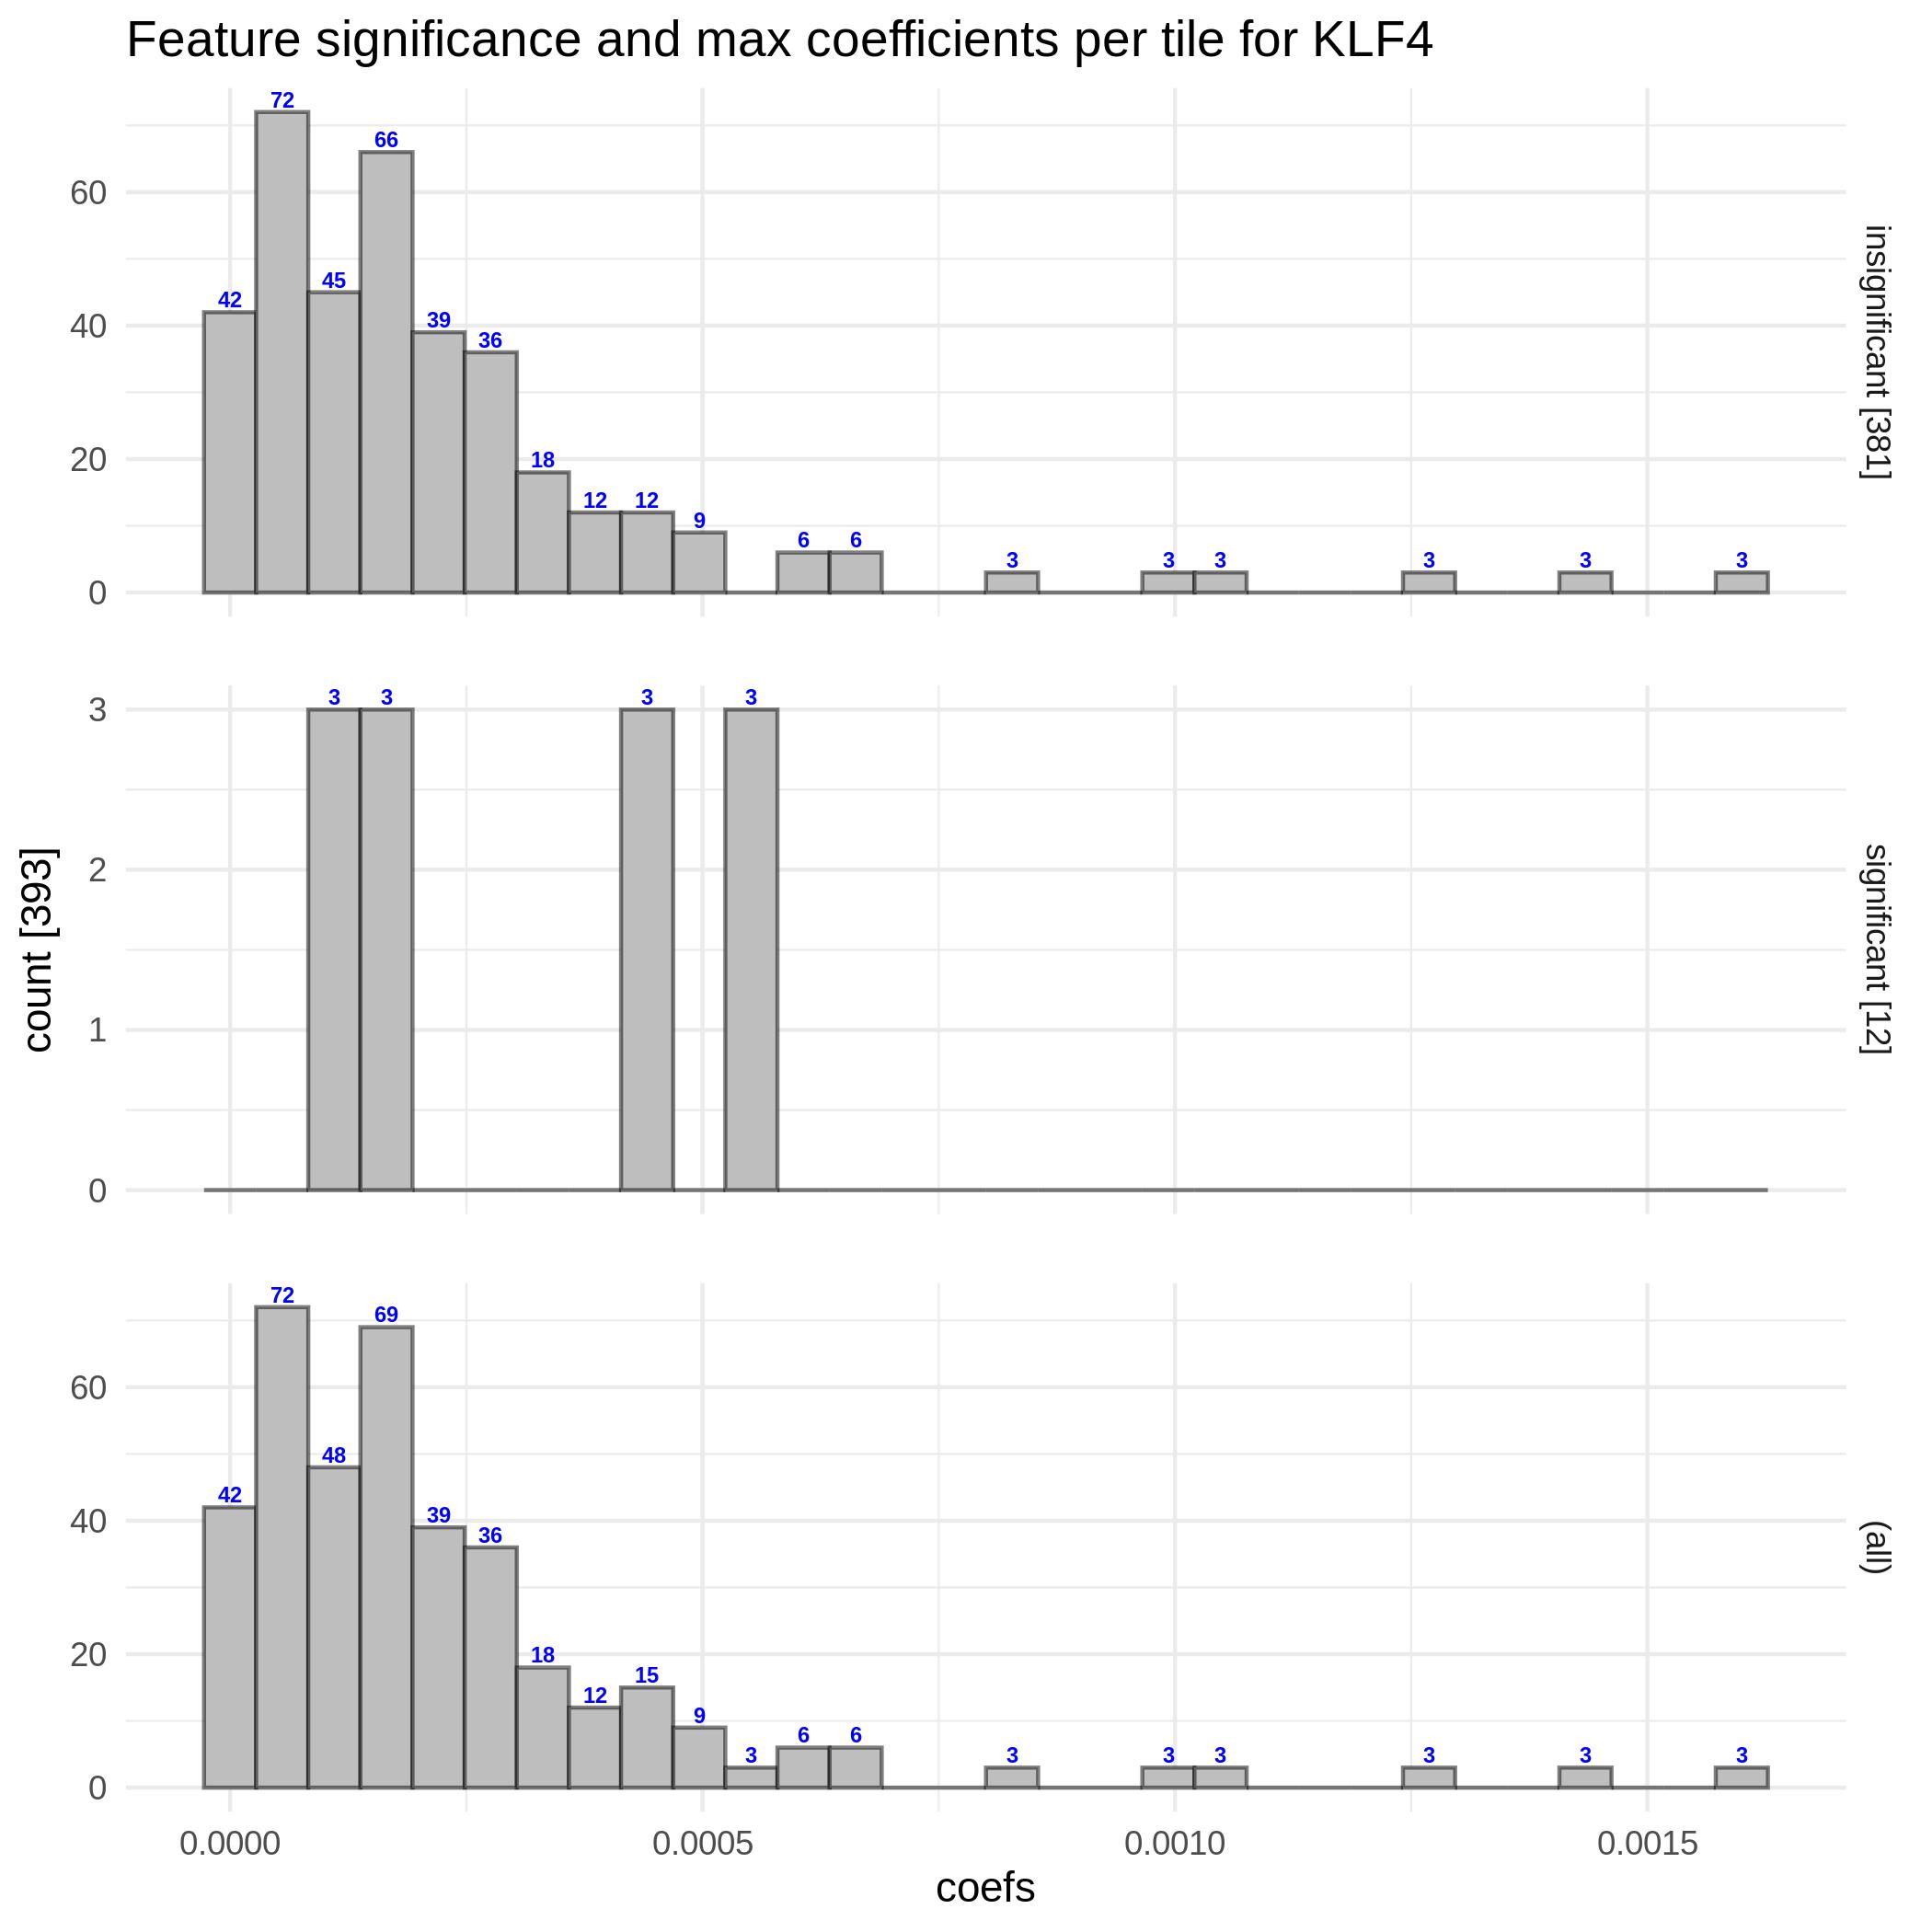 Feature significance and max coefficients per tile for KLF4
72
66
45
42
39
36
18
12 12
9
6 6
3 3 3 3 3 3
60
40
20
0
insignificant [381]
3 3 3 3
3
2
1
0
significant [12]
count [393]
72
69
48
42
39
36
18
15
12
9
3 6 6
3 3 3 3 3 3
60
40
20
0
(all)
0.0000 0.0005 0.0010 0.0015
coefs